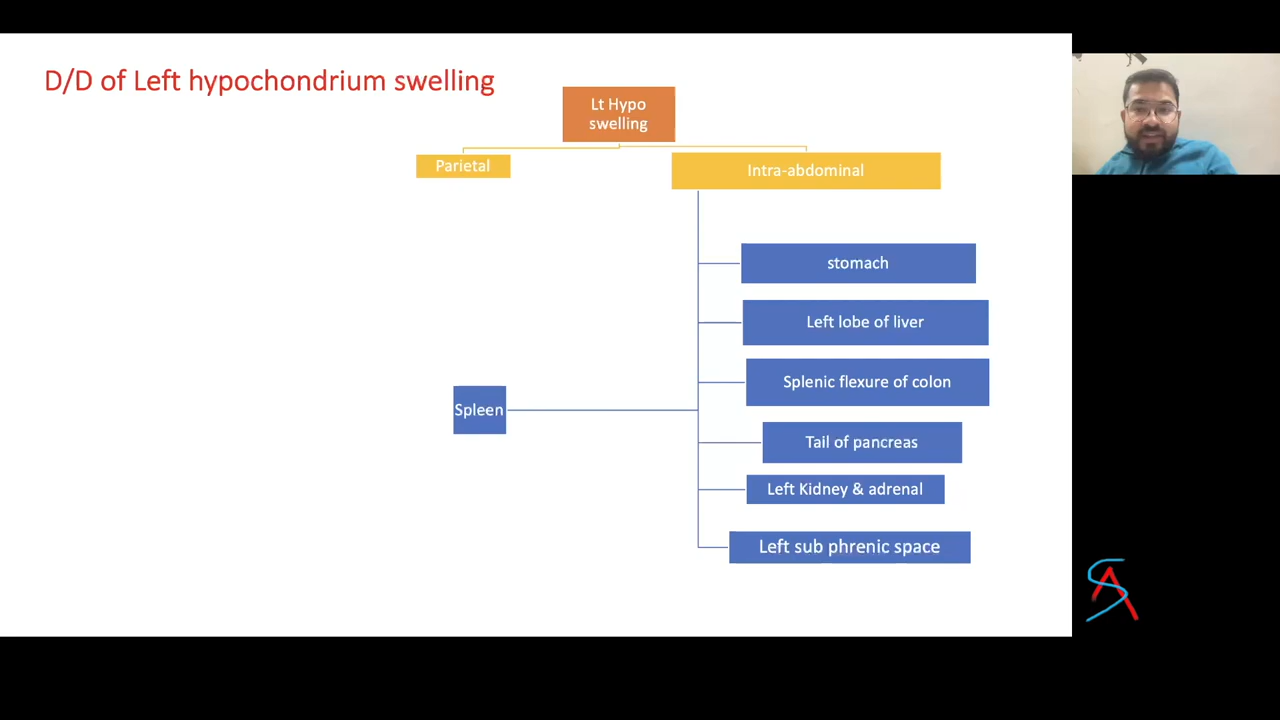 D/D of Left hypochondrium swelling
Lt Hypo
swelling
Parietal
Intra-abdominal
stomach
Left lobe of liver
Splenic flexure of colon
Spleen
Tail of pancreas
Left Kidney & adrenal
Left sub phrenic space
SA